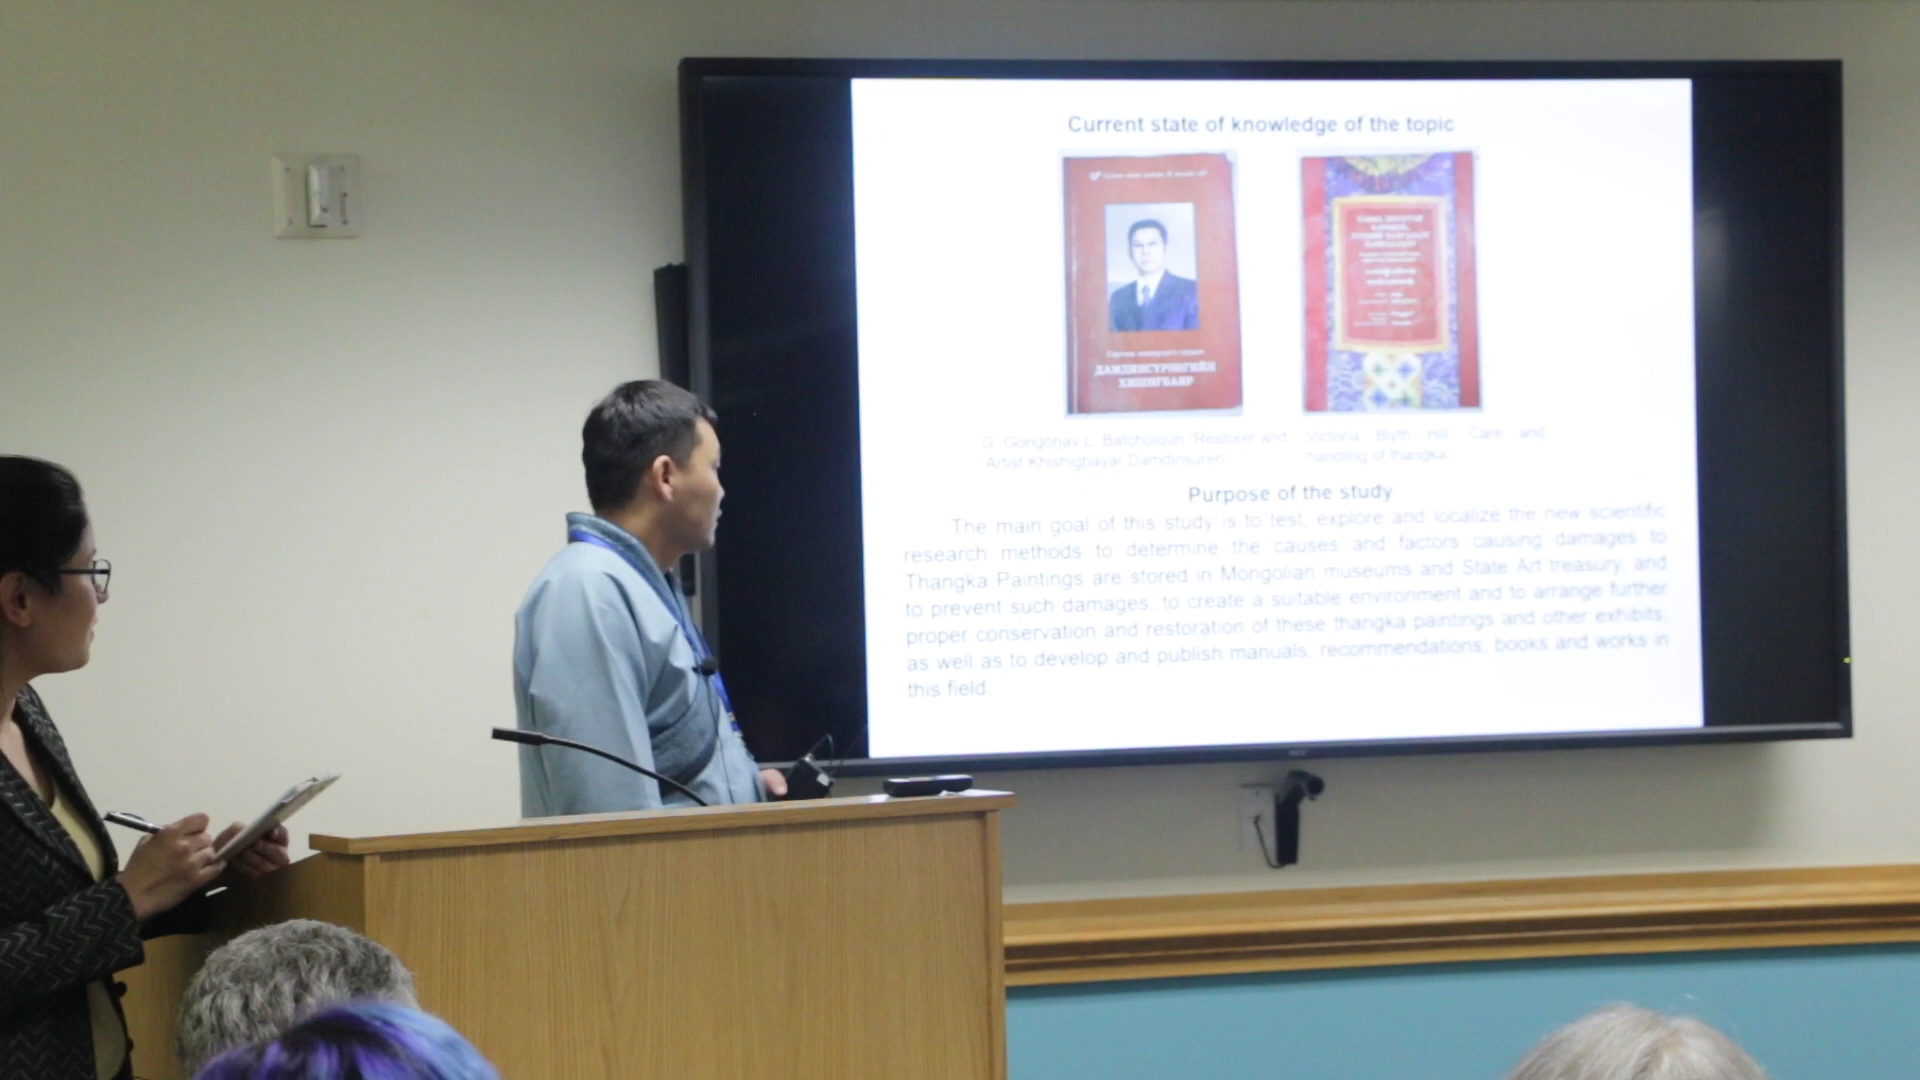 Current state of knowledge of the topic
ДАМДИНСҮРЭНГИЙН
ХИШИГБАЯР
G. Gongorjav L. Batchuluun "Restorer and
Artist Khishigbayal Damdinsuren"
Victoria Blyth Hill Care and
handling of thangka
Purpose of the study
The main goal of this study is to test, explore and localize the new scientific
research methods to determine the causes and factors causing damages to
Thangka Paintings are stored in Mongolian museums and State Art treasury, and
to prevent such damages, to create a suitable environment and to arrange further
proper conservation and restoration of these thangka paintings and other exhibits,
as well as to develop and publish manuals, recommendations, books and works in
this field.